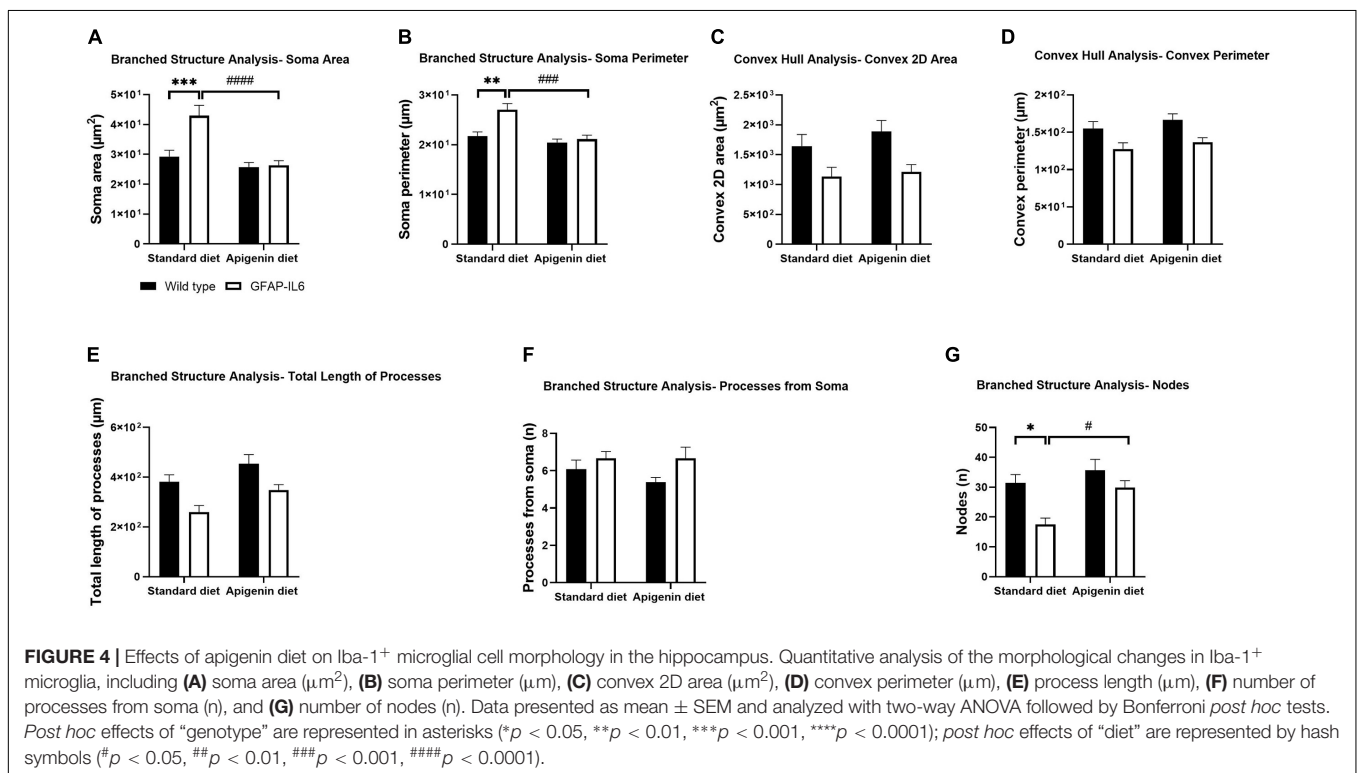 A
Branched Structure Analysis- Soma Area
Soma area (µm²)
5×10¹
4×10¹
3×10¹
2×10¹
1×10¹
0
*** ####
Standard diet Apigenin diet
Wild type GFAP-IL6
B
Branched Structure Analysis- Soma Perimeter
Soma perimeter (µm)
3×10¹
2×10¹
1×10¹
0
** ###
Standard diet Apigenin diet
C
Convex Hull Analysis- Convex 2D Area
Convex 2D area (µm²)
2.5×10³
2×10³
1.5×10³
1×10³
5×10²
0
Standard diet Apigenin diet
D
Convex Hull Analysis- Convex Perimeter
Convex perimeter (µm)
2×10²
1.5×10²
1×10²
5×10¹
0
Standard diet Apigenin diet
E
Branched Structure Analysis- Total Length of Processes
Total length of processes (µm)
6×10²
4×10²
2×10²
0
Standard diet Apigenin diet
F
Branched Structure Analysis- Processes from Soma
Processes from soma (n)
8
6
4
2
0
Standard diet Apigenin diet
G
Branched Structure Analysis- Nodes
Nodes (n)
50
40
30
20
10
0
* #
Standard diet Apigenin diet
FIGURE 4 | Effects of apigenin diet on Iba-1⁺ microglial cell morphology in the hippocampus. Quantitative analysis of the morphological changes in Iba-1⁺
microglia, including (A) soma area (µm²), (B) soma perimeter (µm), (C) convex 2D area (µm²), (D) convex perimeter (µm), (E) process length (µm), (F) number of
processes from soma (n), and (G) number of nodes (n). Data presented as mean ± SEM and analyzed with two-way ANOVA followed by Bonferroni post hoc tests.
Post hoc effects of “genotype” are represented in asterisks (*p < 0.05, **p < 0.01, ***p < 0.001, ****p < 0.0001); post hoc effects of “diet” are represented by hash
symbols (#p < 0.05, ##p < 0.01, ###p < 0.001, ####p < 0.0001).